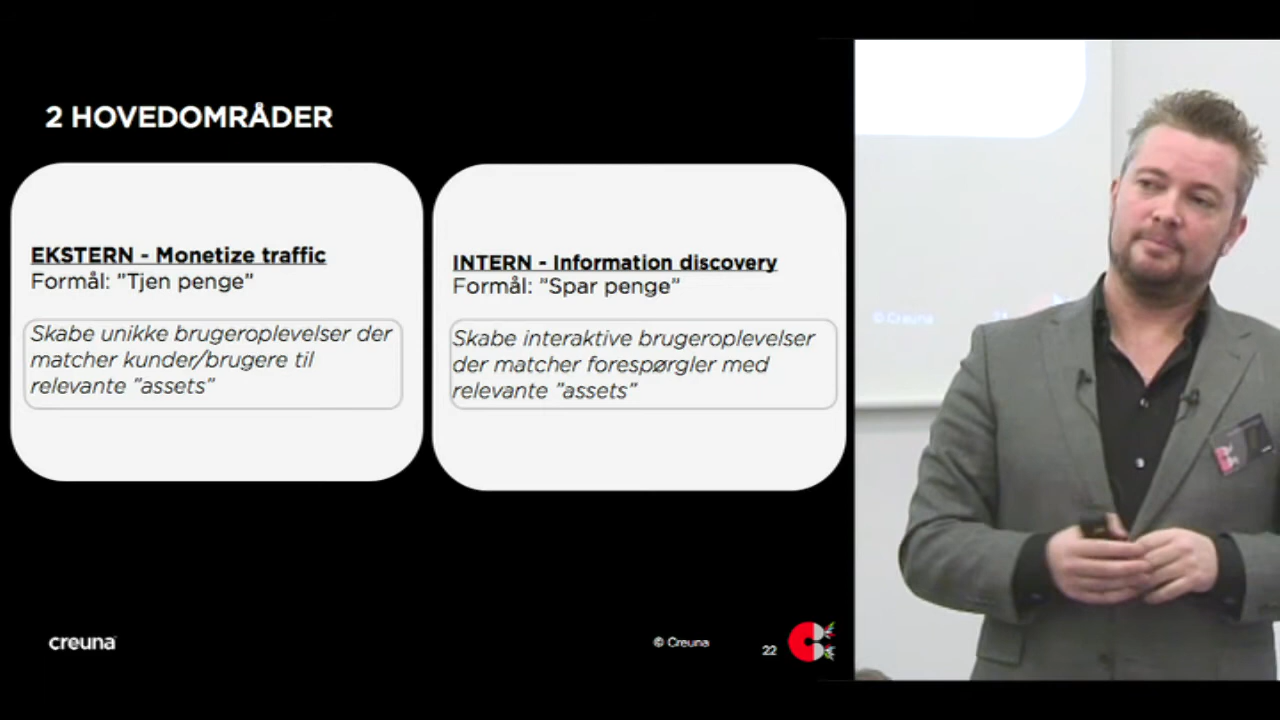 2 HOVEDOMRÅDER
EKSTERN - Monetize traffic
Formål: ”Tjen penge”
Skabe unikke brugeroplevelser der
matcher kunder/brugere til
relevante ”assets”
INTERN - Information discovery
Formål: ”Spar penge”
Skabe interaktive brugeroplevelser
der matcher forespørgler med
relevante ”assets”
creuna
© Creuna
22
© Creuna